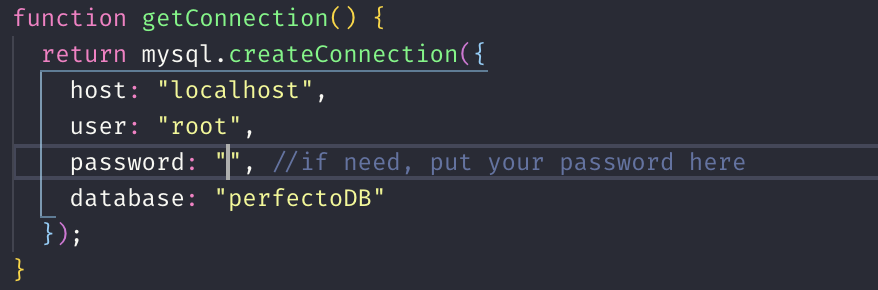 function getConnection() {
return mysql.createConnection({
host: "localhost",
user: "root",
password: "", //if need, put your password here
database: "perfectoDB"
});
}